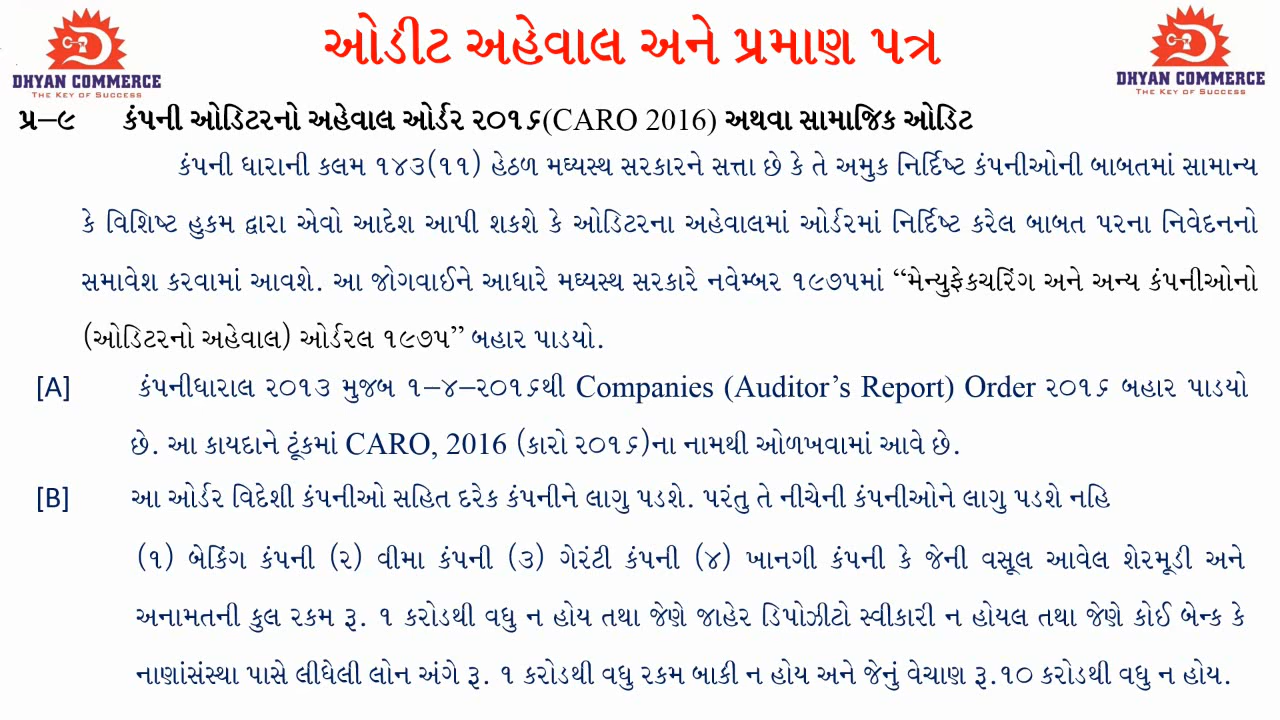 ઓડીટ અહેવાલ અને પ્રમાણ પત્ર
DHYAN COMMERCE
THE KEY OF SUCCESS
DHYAN COMMERCE
THE KEY OF SUCCESS
પ્ર–૯ કંપની ઓડિટરનો અહેવાલ ઓર્ડર ૨૦૧૬(CARO 2016) અથવા સામાજિક ઓડિટ
કંપની ધારાની કલમ ૧૪૩(૧૧) હેઠળ મધ્યસ્થ સરકારને સત્તા છે કે તે અમુક નિર્દિષ્ટ કંપનીઓની બાબતમાં સામાન્ય
કે વિશિષ્ટ હુકમ દ્વારા એવો આદેશ આપી શકશે કે ઓડિટરના અહેવાલમાં ઓર્ડરમાં નિર્દિષ્ટ કરેલ બાબત પરના નિવેદનનો
સમાવેશ કરવામાં આવશે. આ જોગવાઈને આધારે મધ્યસ્થ સરકારે નવેમ્બર ૧૯૭૫માં “મેન્યુફેકચરિંગ અને અન્ય કંપનીઓનો
(ઓડિટરનો અહેવાલ) ઓર્ડરલ ૧૯૭૫” બહાર પાડયો.
[A] કંપનીધારાલ ૨૦૧૩ મુજબ ૧–૪–૨૦૧૬થી Companies (Auditor’s Report) Order ૨૦૧૬ બહાર પાડયો
છે. આ કાયદાને ટૂંકમાં CARO, 2016 (કારો ૨૦૧૬)ના નામથી ઓળખવામાં આવે છે.
[B] આ ઓર્ડર વિદેશી કંપનીઓ સહિત દરેક કંપનીને લાગુ પડશે. પરંતુ તે નીચેની કંપનીઓને લાગુ પડશે નહિ
(૧) બેકિંગ કંપની (૨) વીમા કંપની (૩) ગેરંટી કંપની (૪) ખાનગી કંપની કે જેની વસૂલ આવેલ શેરમૂડી અને
અનામતની કુલ રકમ રૂ. ૧ કરોડથી વધુ ન હોય તથા જેણે જાહેર ડિપોઝીટો સ્વીકારી ન હોયલ તથા જેણે કોઈ બેન્ક કે
નાણાંસંસ્થા પાસે લીધેલી લોન અંગે રૂ. ૧ કરોડથી વધુ રકમ બાકી ન હોય અને જેનું વેચાણ રૂ.૧૦ કરોડથી વધુ ન હોય.